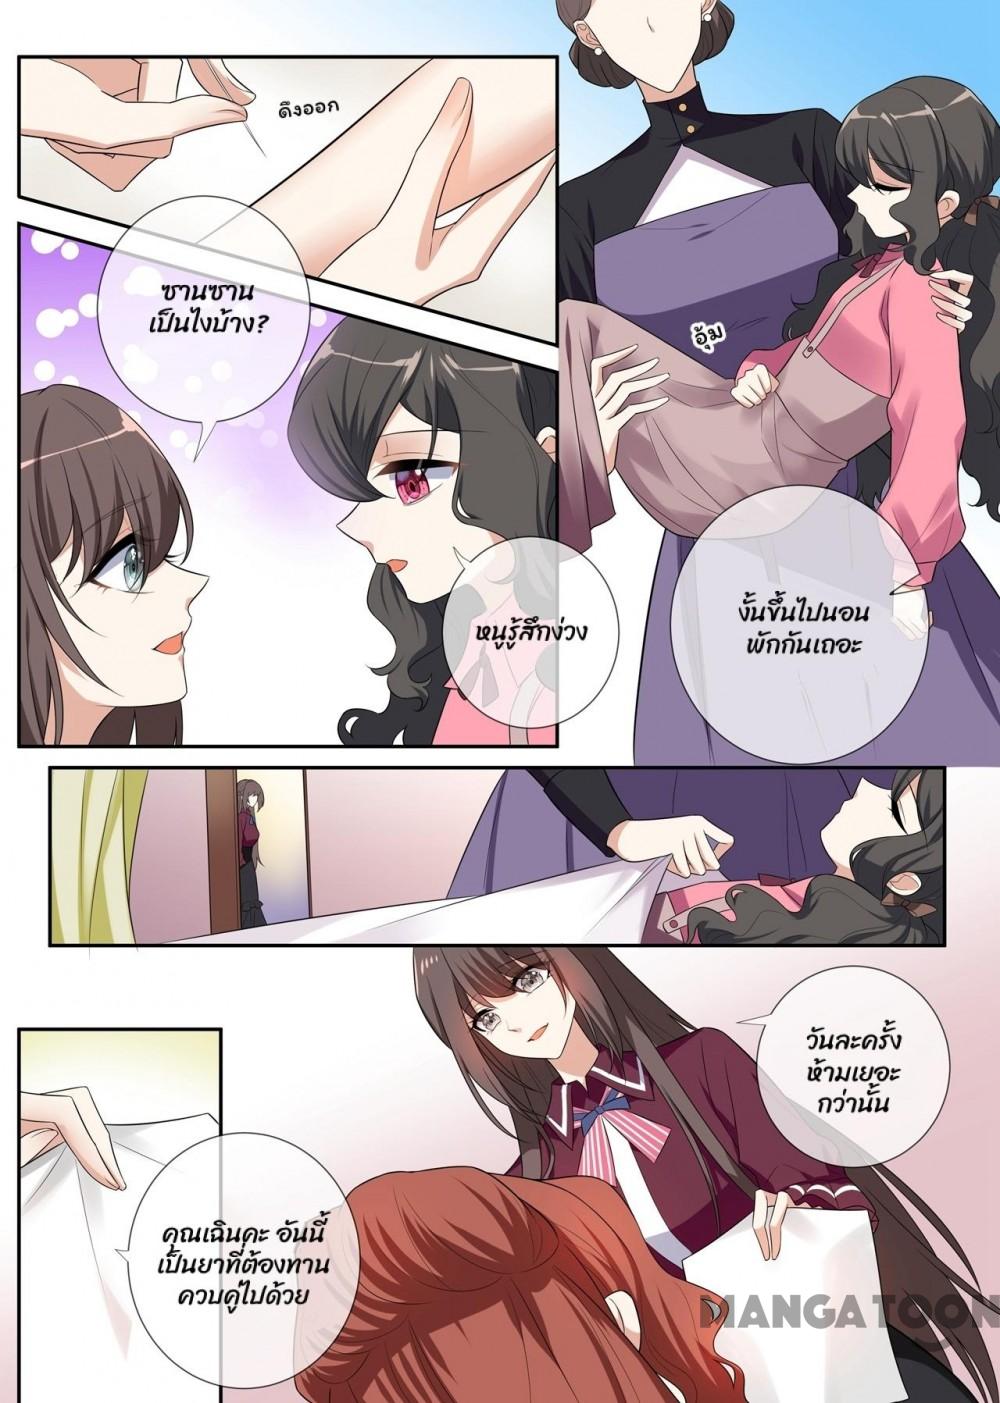 ดึงออก
ซานซาน
เป็นไงบ้าง?
หนูรู้สึกง่วง
อุ้ม
งั้นขึ้นไปนอน
พักกันเถอะ
วันละครั้ง
ห้ามเยอะ
กว่านั้น
คุณเฉินคะ อันนี้
เป็นยาที่ต้องทาน
ควบคู่ไปด้วย
MANGATOON